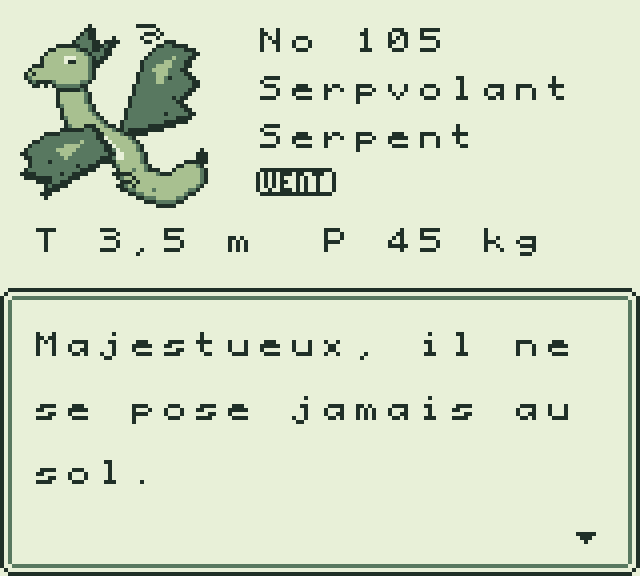 No 105
Serpvolant
Serpent
VENT
T 3,5 m P 45 kg
Majestueux, il ne
se pose jamais au
sol.